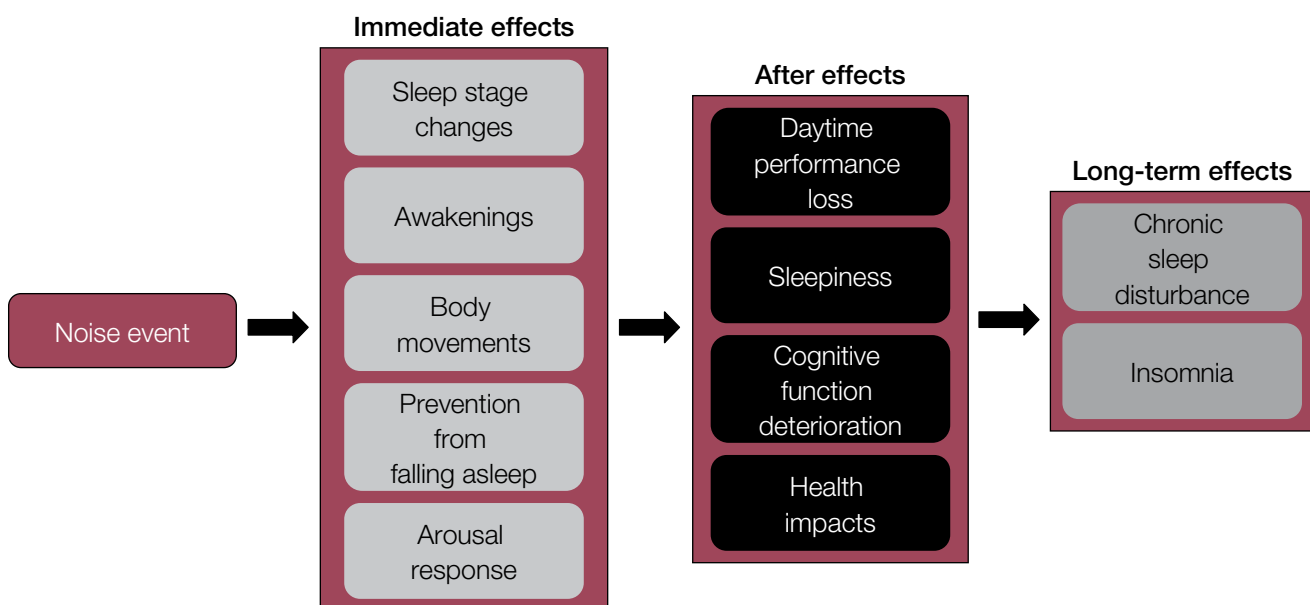 Immediate effects
Sleep stage
changes
Awakenings
Body
movements
Prevention
from
falling asleep
Arousal
response
After effects
Daytime
performance
loss
Sleepiness
Cognitive
function
deterioration
Health
impacts
Long-term effects
Chronic
sleep
disturbance
Insomnia
Noise event